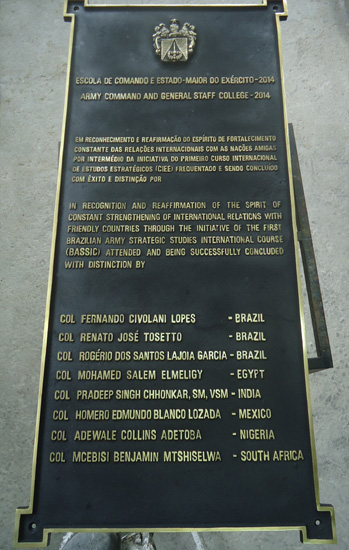 ESCOLA DE COMANDO E ESTADO-MAIOR DO EXÉRCITO-2014
ARMY COMMAND AND GENERAL STAFF COLLEGE-2014
EM RECONHECIMENTO E REAFIRMAÇÃO DO ESPÍRITO DE FORTALECIMENTO
CONSTANTE DAS RELAÇÕES INTERNACIONAIS COM AS NAÇÕES AMIGAS
POR INTERMÉDIO DA INICIATIVA DO PRIMEIRO CURSO INTERNACIONAL
DE ESTUDOS ESTRATÉGICOS (CIEE) FREQUENTADO E SENDO CONCLUÍDO
COM ÊXITO E DISTINÇÃO POR
IN RECOGNITION AND REAFFIRMATION OF THE SPIRIT OF
CONSTANT STRENGTHENING OF INTERNATIONAL RELATIONS WITH
FRIENDLY COUNTRIES THROUGH THE INITIATIVE OF THE FIRST
BRAZILIAN ARMY STRATEGIC STUDIES INTERNATIONAL COURSE
(BASSIC) ATTENDED AND BEING SUCCESSFULLY CONCLUDED
WITH DISTINCTION BY
COL FERNANDO CIVOLANI LOPES - BRAZIL
COL RENATO JOSÉ TOSETTO - BRAZIL
COL ROGÉRIO DOS SANTOS LAJOIA GARCIA - BRAZIL
COL MOHAMED SALEM ELMELIGY - EGYPT
COL PRADEEP SINGH CHHONKAR, SM, VSM - INDIA
COL HOMERO EDMUNDO BLANCO LOZADA - MEXICO
COL ADEWALE COLLINS ADETOBA - NIGERIA
COL MCEBISI BENJAMIN MTSHISELWA - SOUTH AFRICA